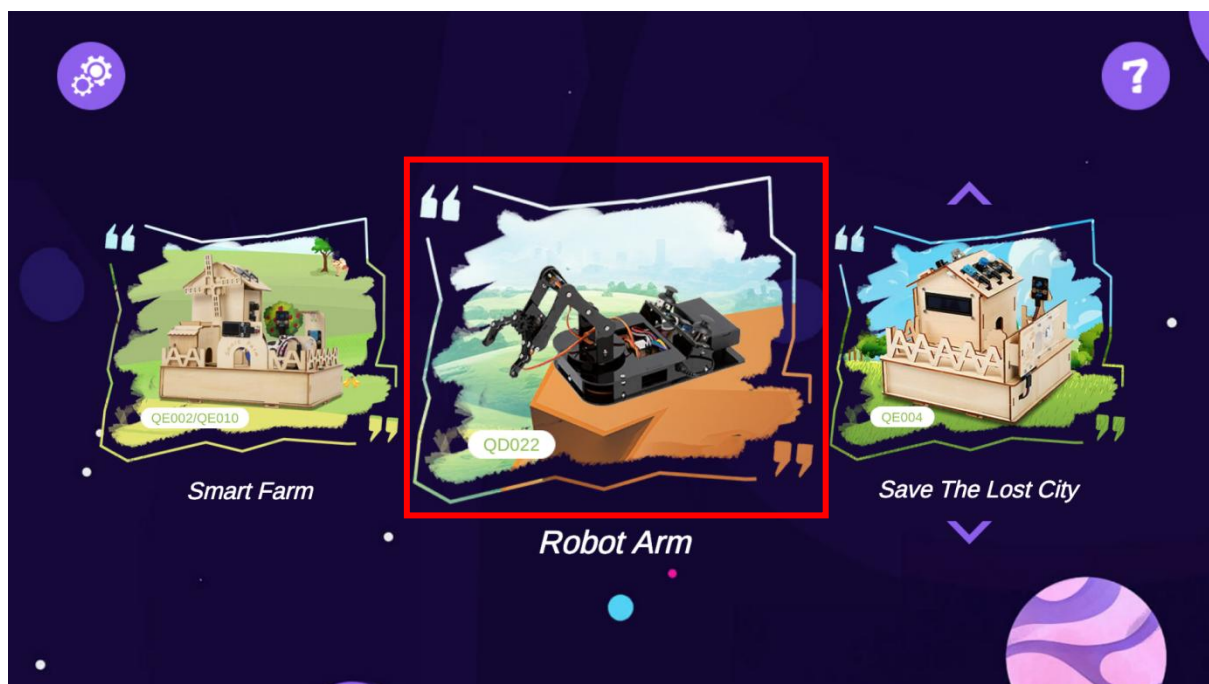 ?
QE002/QE010
Smart Farm
QD022
Robot Arm
QE004
Save The Lost City